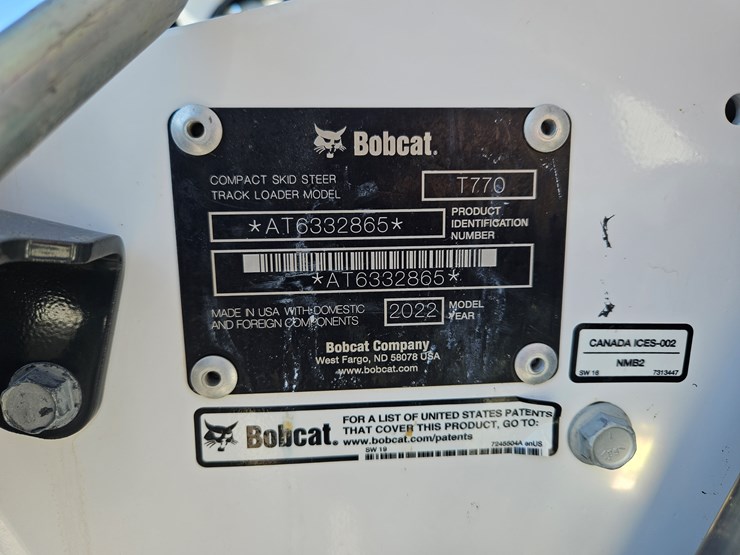 Bobcat.
COMPACT SKID STEER
TRACK LOADER MODEL
T770
*AT6332865*
PRODUCT
IDENTIFICATION
NUMBER
*AT6332865*
MADE IN USA WITH DOMESTIC
AND FOREIGN COMPONENTS
2022
MODEL
YEAR
Bobcat Company
West Fargo, ND 58078 USA
www.bobcat.com
CANADA ICES-002
NMB2
SW 16
7313447
Bobcat.
FOR A LIST OF UNITED STATES PATENTS
THAT COVER THIS PRODUCT, GO TO:
www.bobcat.com/patents
7245504A enUS
SW 19